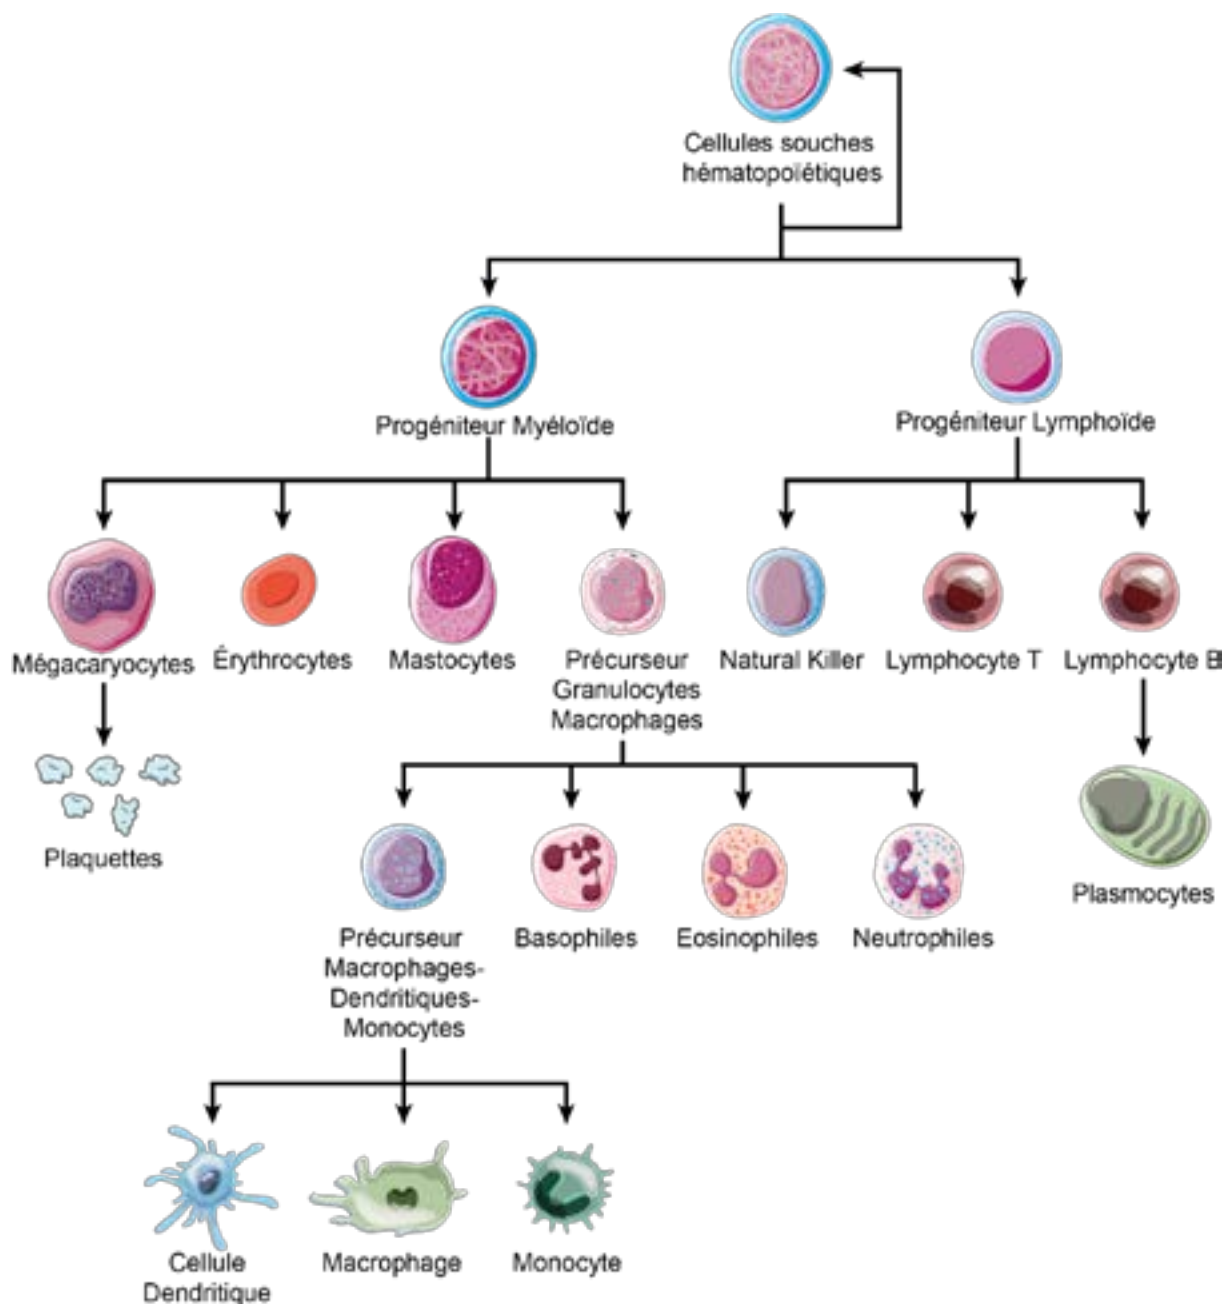 Cellules souches
hématopoïétiques
Progéniteur Myéloïde
Progéniteur Lymphoïde
Mégacaryocytes
Érythrocytes
Mastocytes
Précurseur
Granulocytes
Macrophages
Natural Killer
Lymphocyte T
Lymphocyte B
Plaquettes
Plasmocytes
Précurseur
Macrophages-
Dendritiques-
Monocytes
Basophiles
Eosinophiles
Neutrophiles
Cellule
Dendritique
Macrophage
Monocyte